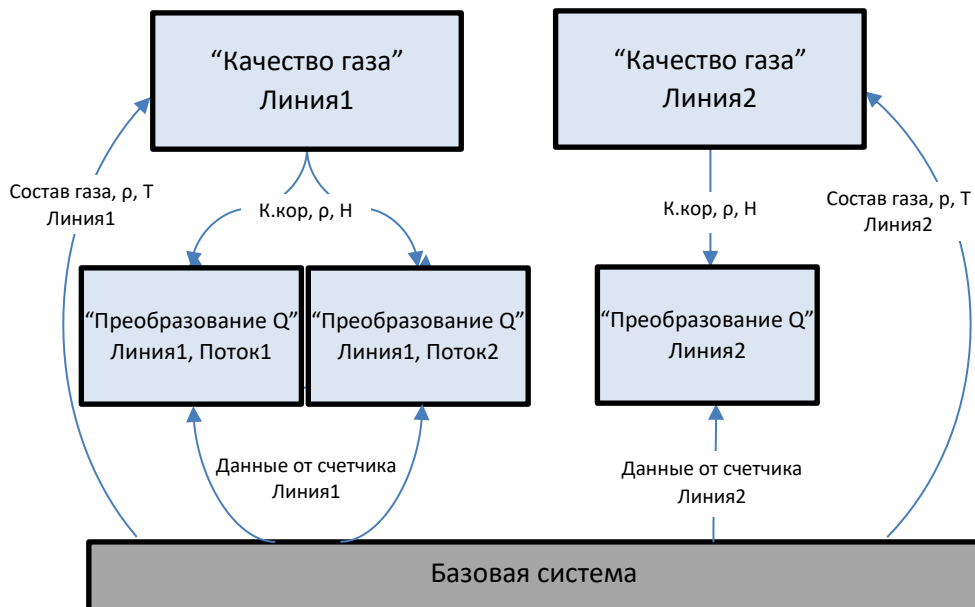 “Качество газа”
Линия1
“Качество газа”
Линия2
Состав газа, ρ, T
Линия1
К.кор, ρ, H
К.кор, ρ, H
Состав газа, p, T
Линия2
“Преобразование Q”
Линия1, Поток1
“Преобразование Q”
Линия1, Поток2
“Преобразование Q”
Линия2
Данные от счетчика
Линия1
Данные от счетчика
Линия2
Базовая система